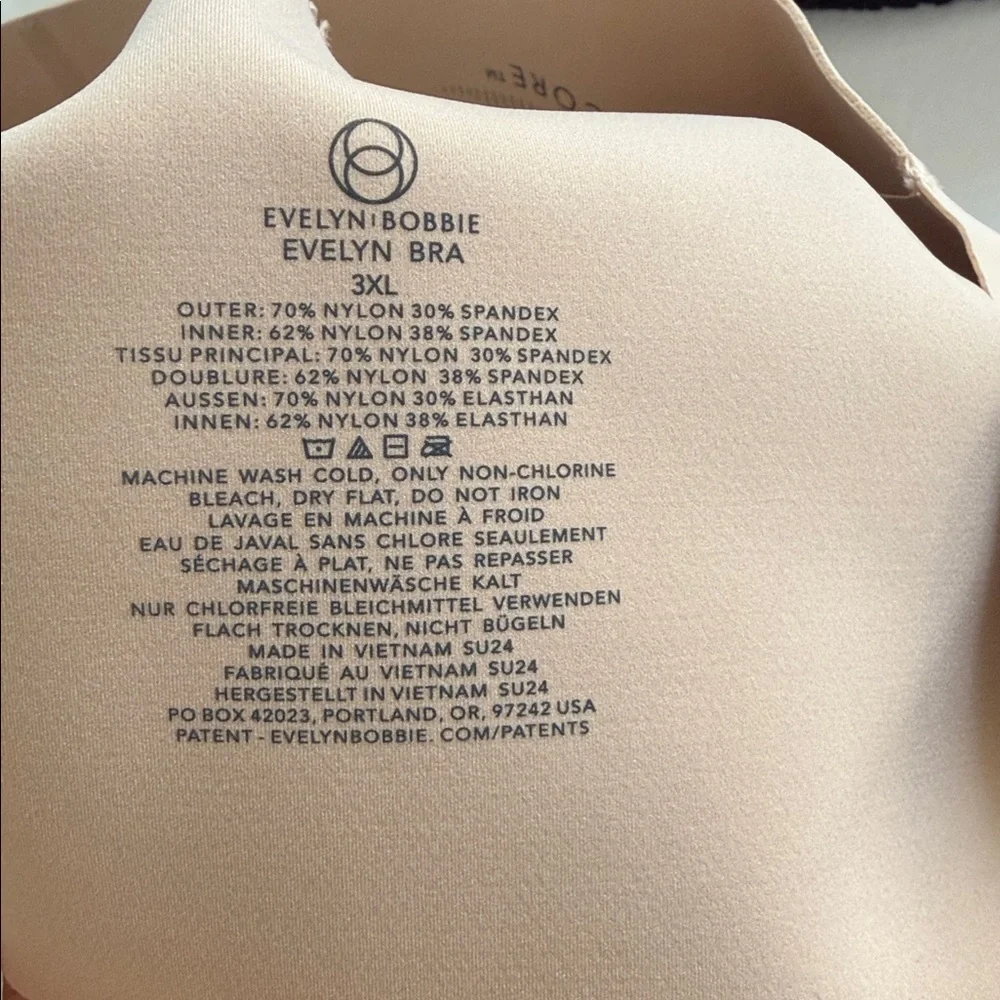 CORE™
EVELYN BOBBIE
EVELYN BRA
3XL
OUTER: 70% NYLON 30% SPANDEX
INNER: 62% NYLON 38% SPANDEX
TISSU PRINCIPAL: 70% NYLON 30% SPANDEX
DOUBLURE: 62% NYLON 38% SPANDEX
AUSSEN: 70% NYLON 30% ELASTHAN
INNEN: 62% NYLON 38% ELASTHAN
MACHINE WASH COLD, ONLY NON-CHLORINE
BLEACH, DRY FLAT, DO NOT IRON
LAVAGE EN MACHINE À FROID
EAU DE JAVAL SANS CHLORE SEAULEMENT
SÉCHAGE À PLAT, NE PAS REPASSER
MASCHINENWÄSCHE KALT
NUR CHLORFREIE BLEICHMITTEL VERWENDEN
FLACH TROCKNEN, NICHT BÜGELN
MADE IN VIETNAM SU24
FABRIQUÉ AU VIETNAM SU24
HERGESTELLT IN VIETNAM SU24
PO BOX 42023, PORTLAND, OR, 97242 USA
PATENT - EVELYNBOBBIE. COM/PATENTS